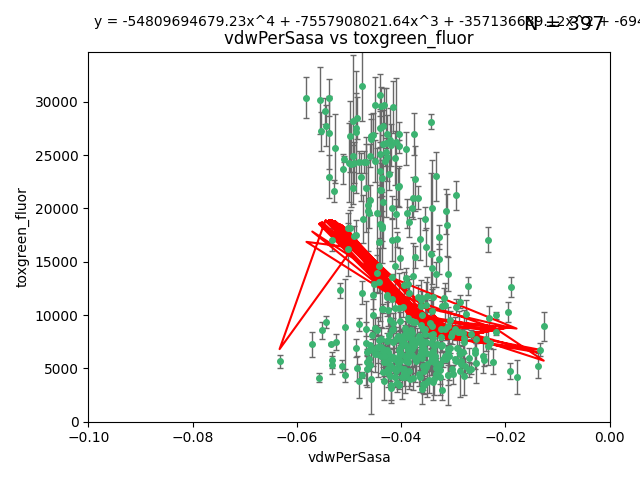 y = -54809694679.23x^4 + -7557908021.64x^3 +
N = 397
vdwPerSasa vs toxgreen_fluor
toxgreen_fluor
30000
25000
20000
15000
10000
5000
0
−0.10 −0.08 −0.06 −0.04 −0.02 0.00
vdwPerSasa